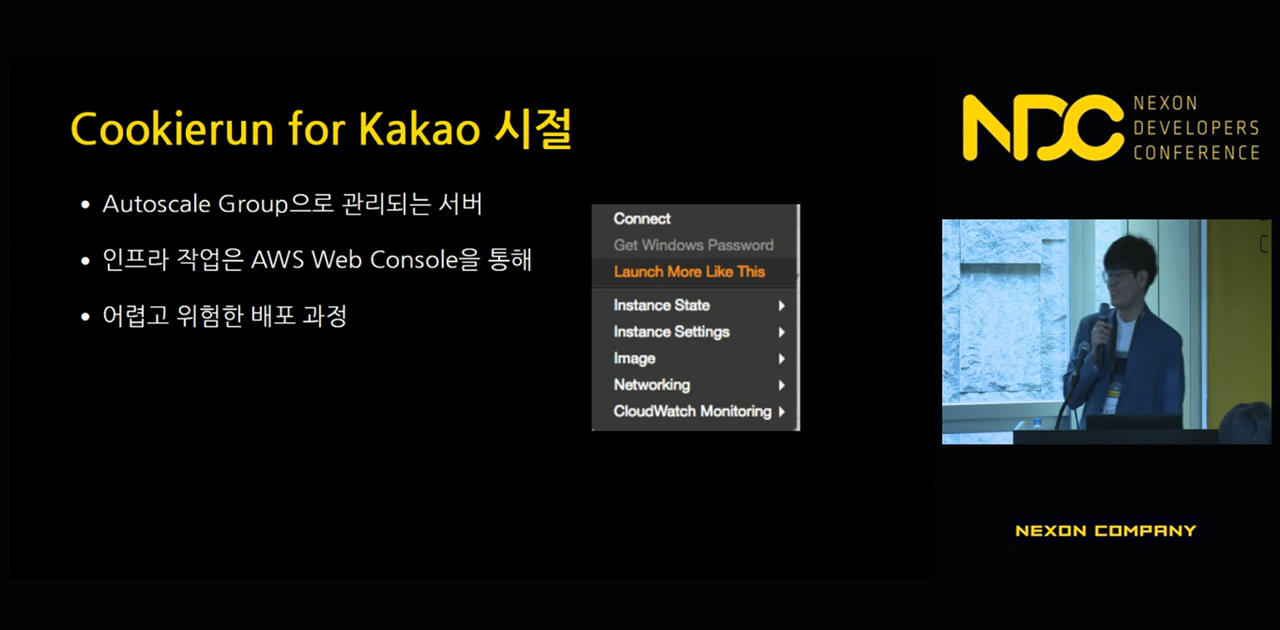 Cookierun for Kakao 시절
• Autoscale Group으로 관리되는 서버
• 인프라 작업은 AWS Web Console을 통해
• 어렵고 위험한 배포 과정
Connect
Get Windows Password
Launch More Like This
Instance State
Instance Settings
Image
Networking
CloudWatch Monitoring
NDC
NEXON
DEVELOPERS
CONFERENCE
NEXON COMPANY